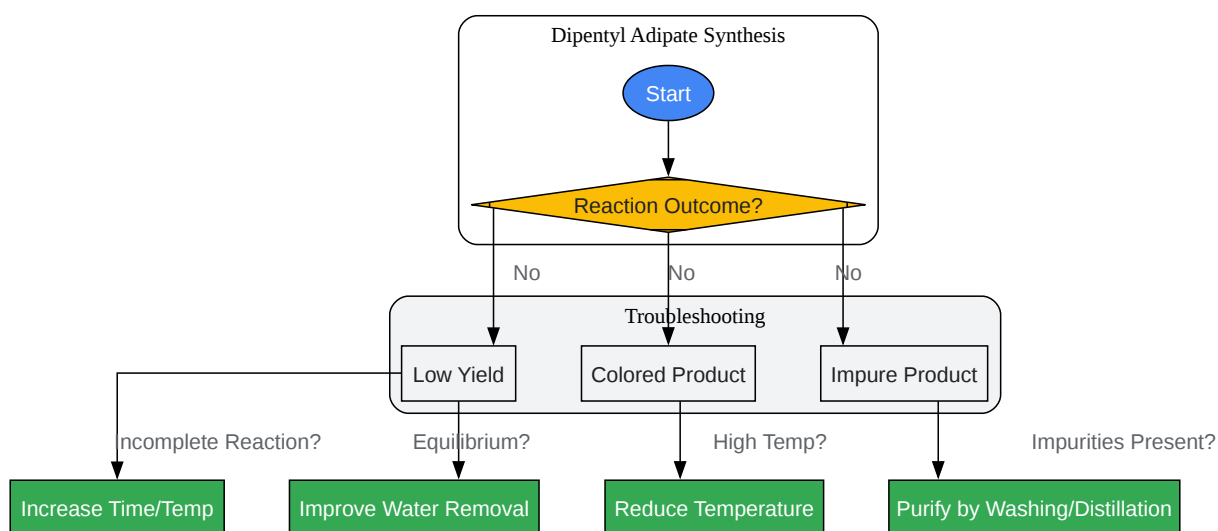 Dipentyl Adipate Synthesis
Start
Reaction Outcome?
No
No
No
Troubleshooting
Low Yield
Colored Product
Impure Product
Incomplete Reaction?
Equilibrium?
High Temp?
Impurities Present?
Increase Time/Temp
Improve Water Removal
Reduce Temperature
Purify by Washing/Distillation